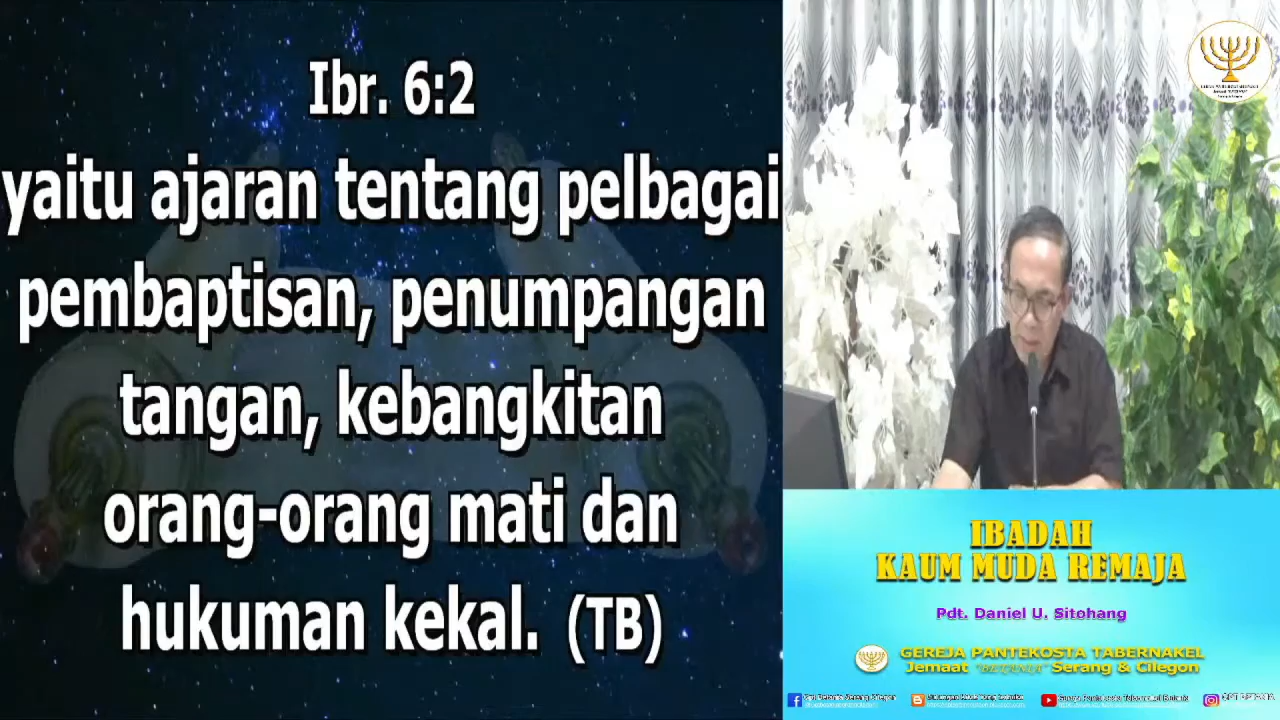 Ibr. 6:2
yaitu ajaran tentang pelbagai
pembaptisan, penumpangan
tangan, kebangkitan
orang-orang mati dan
hukuman kekal. (TB)
IBADAH
KAUM MUDA REMAJA
Pdt. Daniel U. Sitohang
GEREJA PANTEKOSTA TABERNAKEL
Jemaat "BETANIA" Serang & Cilegon